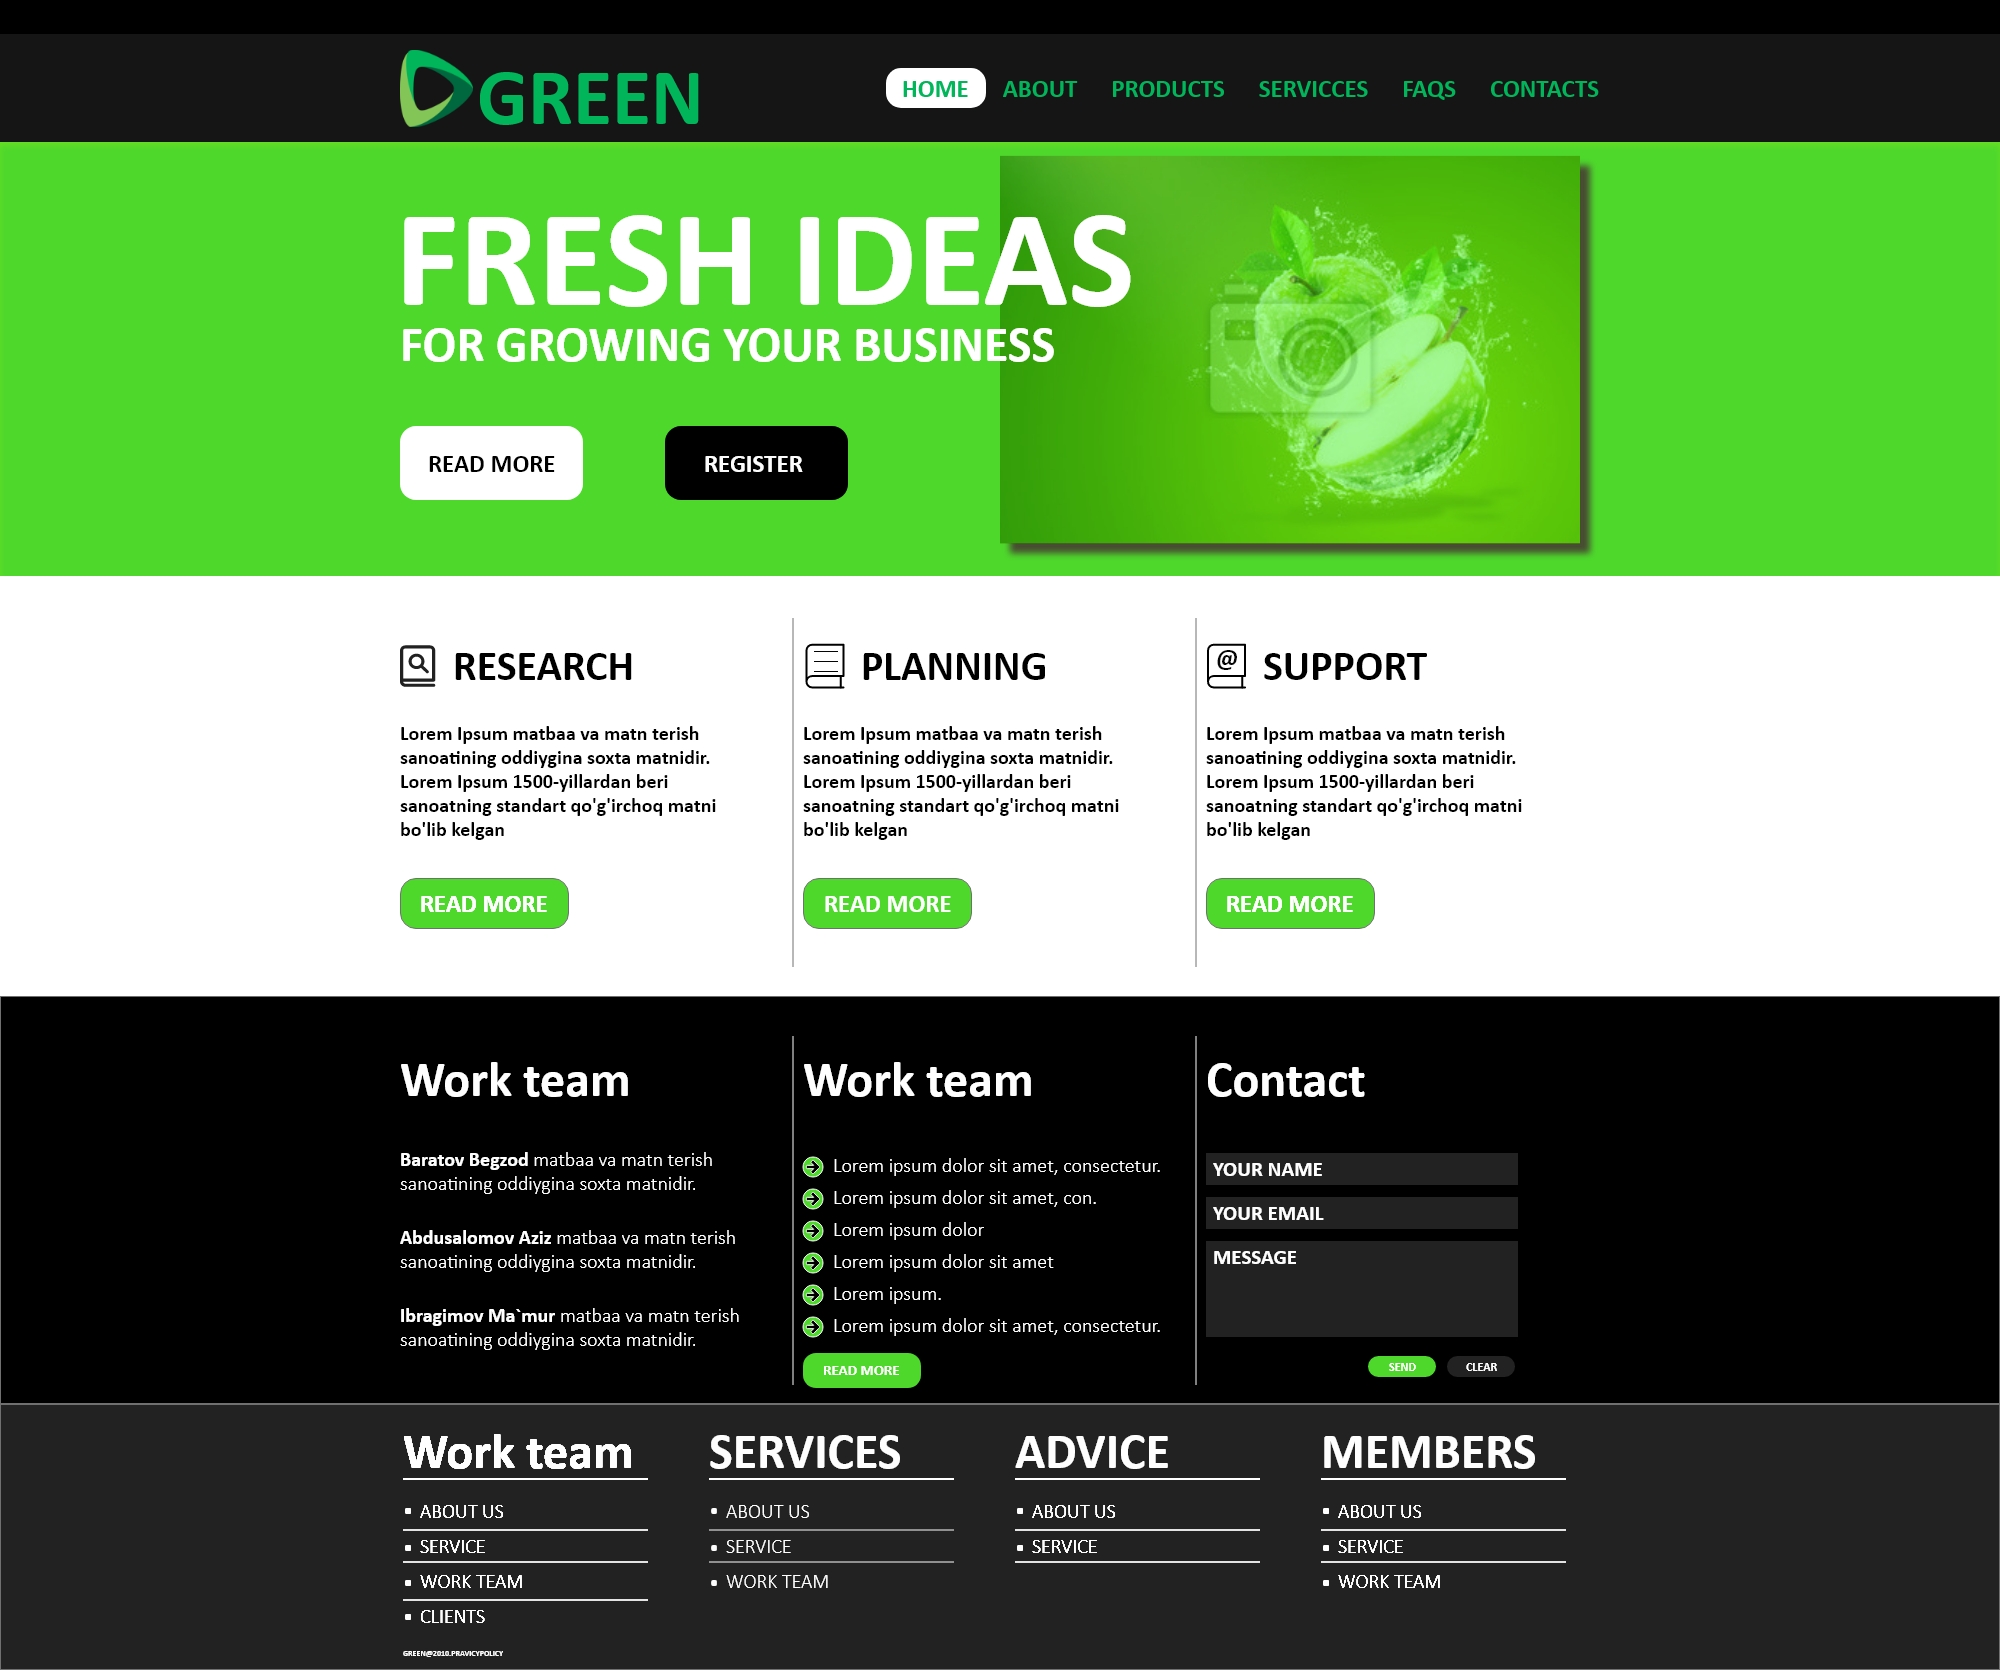 GREEN
HOME ABOUT PRODUCTS SERVICCES FAQS CONTACTS
FRESH IDEAS
FOR GROWING YOUR BUSINESS
READ MORE REGISTER
RESEARCH
Lorem Ipsum matbaa va matn terish
sanoatining oddiygina soxta matnidir.
Lorem Ipsum 1500-yillardan beri
sanoatning standart qo'g'irchoq matni
bo'lib kelgan
READ MORE
PLANNING
Lorem Ipsum matbaa va matn terish
sanoatining oddiygina soxta matnidir.
Lorem Ipsum 1500-yillardan beri
sanoatning standart qo'g'irchoq matni
bo'lib kelgan
READ MORE
@ SUPPORT
Lorem Ipsum matbaa va matn terish
sanoatining oddiygina soxta matnidir.
Lorem Ipsum 1500-yillardan beri
sanoatning standart qo'g'irchoq matni
bo'lib kelgan
READ MORE
Work team
Baratov Begzod matbaa va matn terish
sanoatining oddiygina soxta matnidir.
Abdusalomov Aziz matbaa va matn terish
sanoatining oddiygina soxta matnidir.
Ibragimov Ma`mur matbaa va matn terish
sanoatining oddiygina soxta matnidir.
Work team
Lorem ipsum dolor sit amet, consectetur.
Lorem ipsum dolor sit amet, con.
Lorem ipsum dolor
Lorem ipsum dolor sit amet
Lorem ipsum.
Lorem ipsum dolor sit amet, consectetur.
READ MORE
Contact
YOUR NAME
YOUR EMAIL
MESSAGE
SEND CLEAR
Work team
ABOUT US
SERVICE
WORK TEAM
CLIENTS
SERVICES
ABOUT US
SERVICE
WORK TEAM
ADVICE
ABOUT US
SERVICE
MEMBERS
ABOUT US
SERVICE
WORK TEAM
GREEN@2010.PRAVICYPOLICY